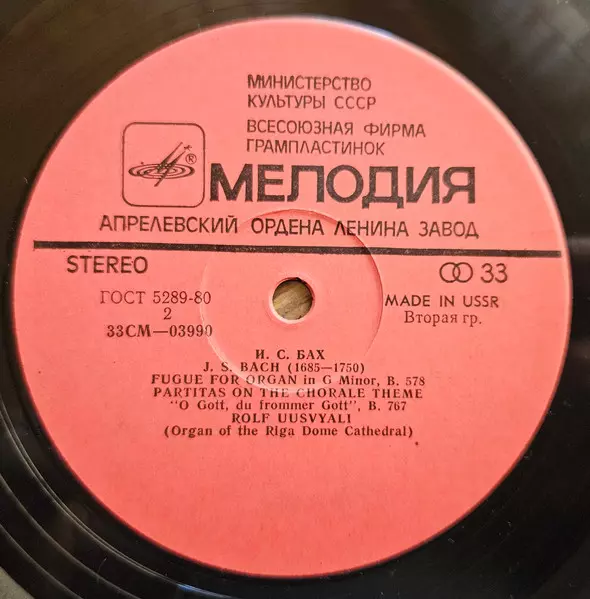 МИНИСТЕРСТВО
КУЛЬТУРЫ СССР
ВСЕСОЮЗНАЯ ФИРМА
ГРАМПЛАСТИНОК
®
МЕЛОДИЯ
АПРЕЛЕВСКИЙ ОРДЕНА ЛЕНИНА ЗАВОД
STEREO
33
ГОСТ 5289-80
MADE IN USSR
2
Вторая гр.
33СМ—03990
И. С. БАХ
J. S. BACH (1685—1750)
FUGUE FOR ORGAN in G Minor, B. 578
PARTITAS ON THE CHORALE THEME
"O Gott, du frommer Gott", B. 767
ROLF UUSVYALI
(Organ of the Riga Dome Cathedral)